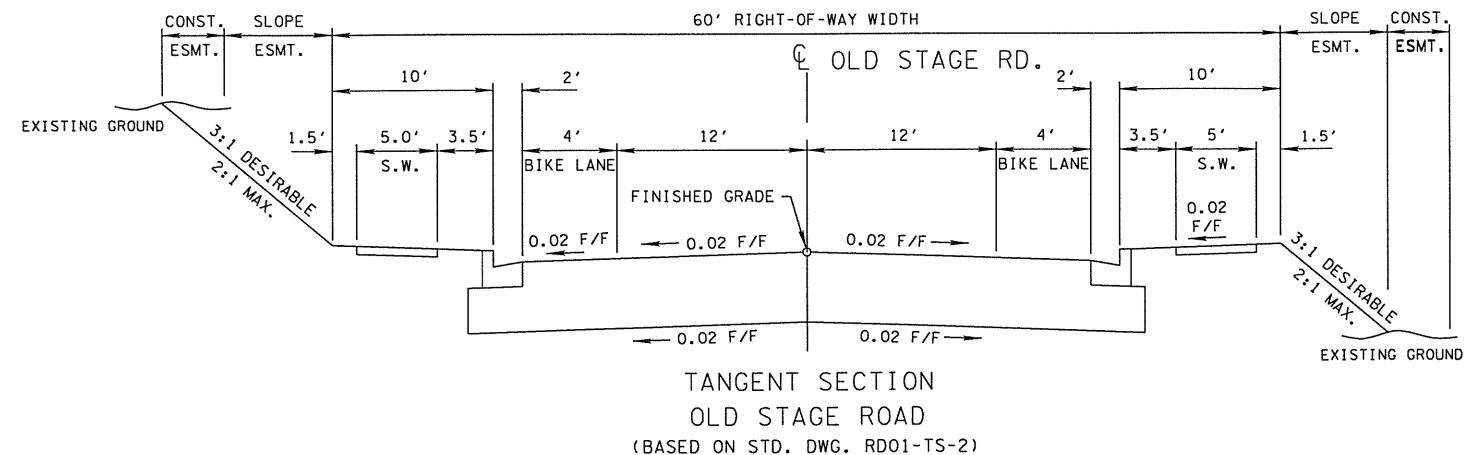 CONST. SLOPE 60' RIGHT-OF-WAY WIDTH SLOPE CONST.
ESMT. ESMT. ESMT. ESMT.
℄ OLD STAGE RD.
10' 2' 2' 10'
EXISTING GROUND
1.5' 5.0' 3.5' 4' 12' 12' 4' 3.5' 5' 1.5'
S.W. BIKE LANE BIKE LANE S.W.
3:1 DESIRABLE
2:1 MAX.
FINISHED GRADE
0.02
F/F
0.02 F/F 0.02 F/F 0.02 F/F
3:1 DESIRABLE
2:1 MAX.
0.02 F/F 0.02 F/F
EXISTING GROUND
TANGENT SECTION
OLD STAGE ROAD
(BASED ON STD. DWG. RD01-TS-2)